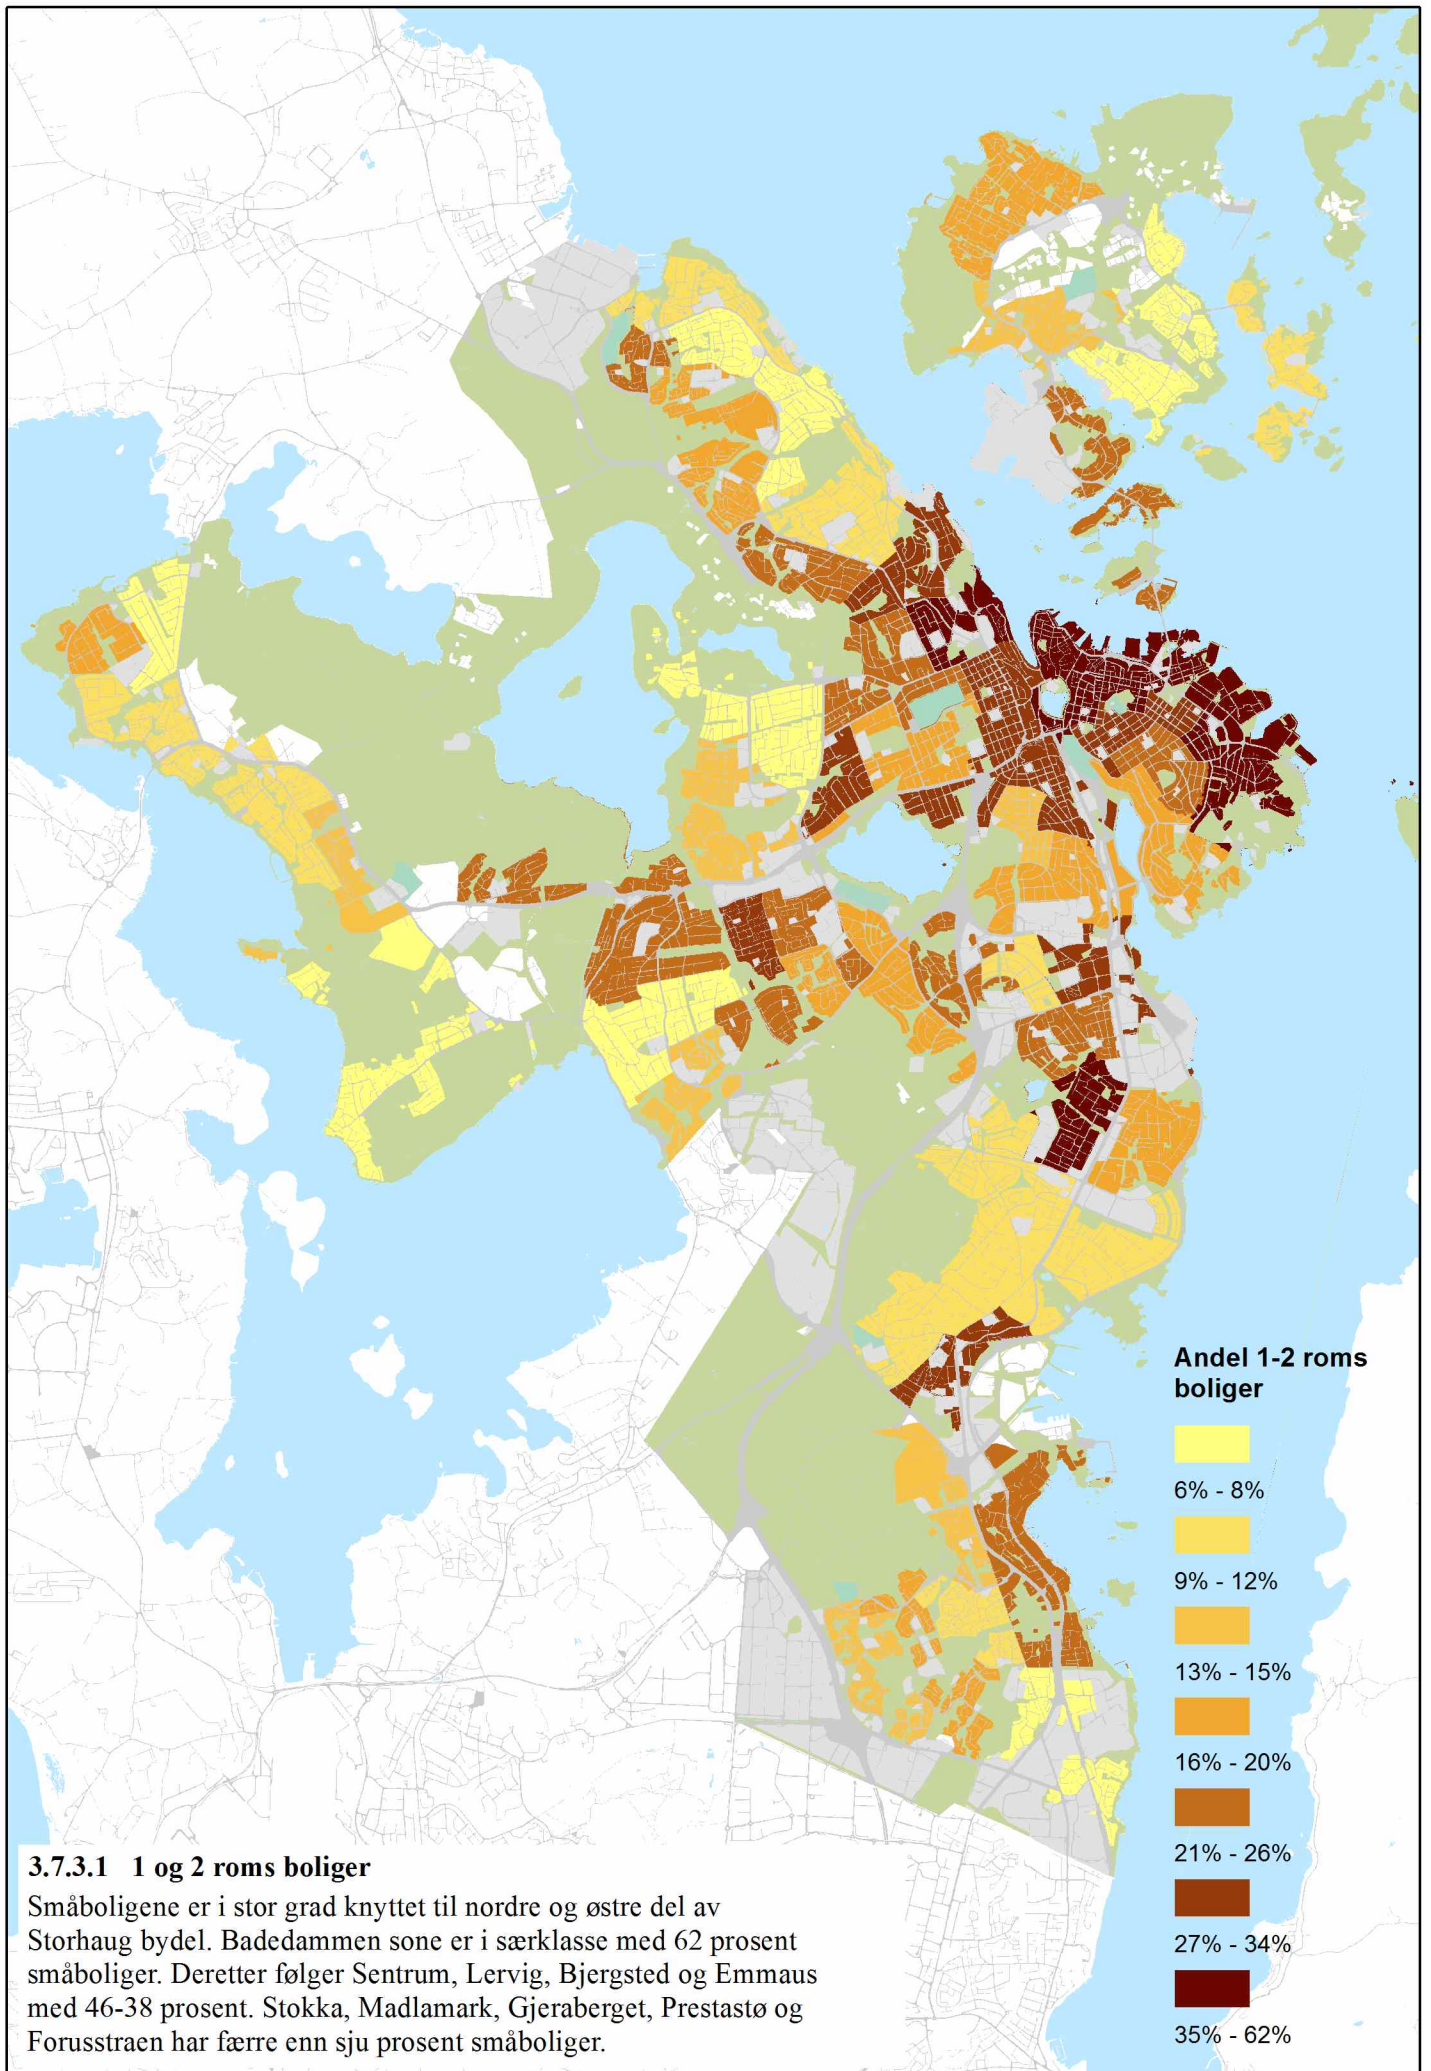 Andel 1-2 roms
boliger
6% - 8%
9% - 12%
13% - 15%
16% - 20%
21% - 26%
27% - 34%
35% - 62%
3.7.3.1 1 og 2 roms boliger
Småboligene er i stor grad knyttet til nordre og østre del av
Storhaug bydel. Badedammen sone er i særklasse med 62 prosent
småboliger. Deretter følger Sentrum, Lervig, Bjergsted og Emmaus
med 46-38 prosent. Stokka, Madlamark, Gjeraberget, Prestastø og
Forusstraen har færre enn sju prosent småboliger.